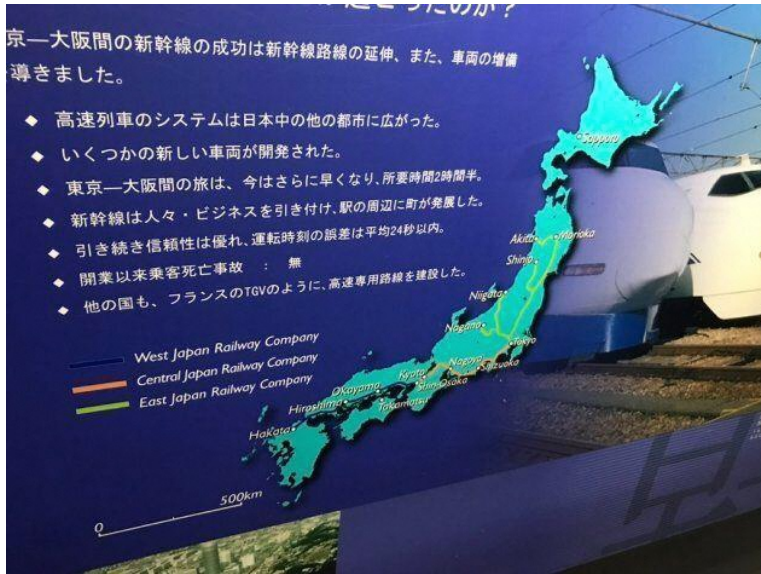 たのか？
京―大阪間の新幹線の成功は新幹線路線の延伸、また、車両の増備
導きました。
◆ 高速列車のシステムは日本中の他の都市に広がった。
◆ いくつかの新しい車両が開発された。
◆ 東京―大阪間の旅は、今はさらに早くなり、所要時間2時間半。
◆ 新幹線は人々・ビジネスを引き付け、駅の周辺に町が発展した。
◆ 引き続き信頼性は優れ、運転時刻の誤差は平均24秒以内。
◆ 開業以来乗客死亡事故 ： 無
◆ 他の国も、フランスのTGVのように、高速専用路線を建設した。
Sapporo
Akita
Morioka
Shinjo
Niigata
Nagano
Tokyo
Nagoya
Shizuoka
Kyoto
Shin-Osaka
Okayama
Takamatsu
Hiroshima
Hakata
West Japan Railway Company
Central Japan Railway Company
East Japan Railway Company
0
500km